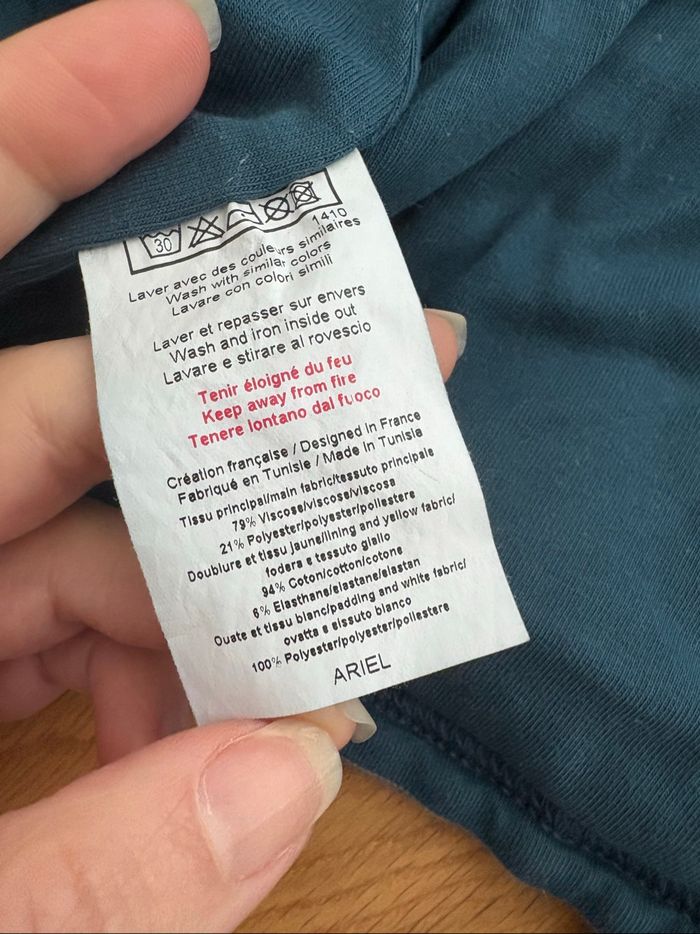 30
1410
Laver avec des couleurs similaires
Wash with similar colors
Lavare con colori simili
Laver et repasser sur envers
Wash and iron inside out
Lavare e stirare al rovescio
Tenir éloigné du feu
Keep away from fire
Tenere lontano dal fuoco
Création française / Designed in France
Fabriqué en Tunisie / Made in Tunisia
Tissu principal/main fabric/tessuto principale
79% Viscose/viscose/viscosa
21% Polyester/polyester/poliestere
Doublure et tissu jaune/lining and yellow fabric/
fodera e tessuto giallo
94% Coton/cotton/cotone
6% Elasthane/elastane/elastan
Ouate et tissu blanc/padding and white fabric/
ovatta e eissuto blanco
100% Polyester/polyester/poliestere
ARIEL